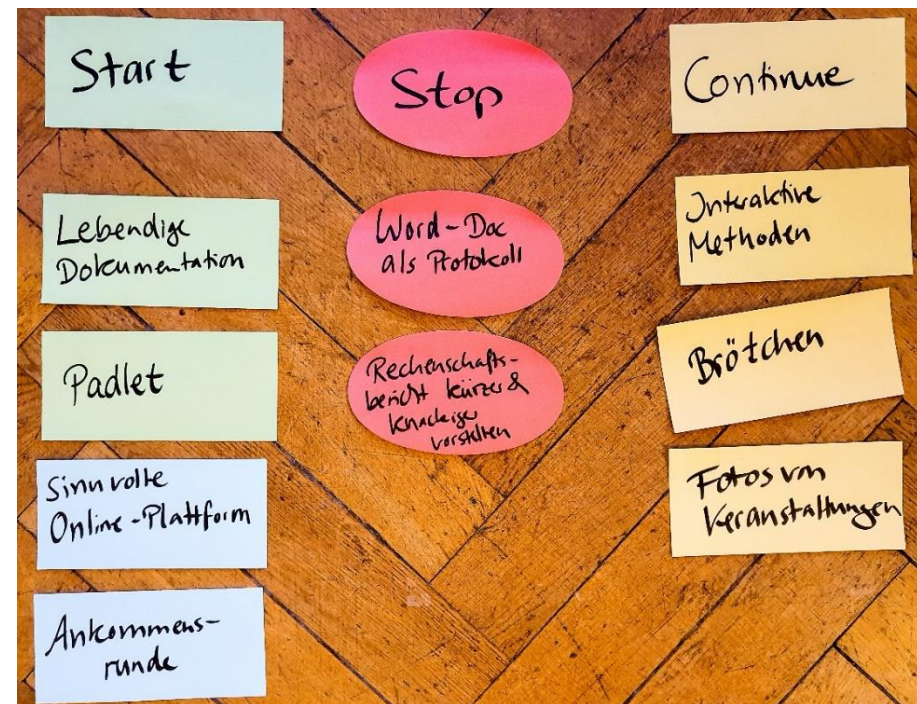 Start
Lebendige
Dokumentation
Padlet
Sinnvolle
Online-Plattform
Ankommens-
runde
Stop
Word-Doc
als Protokoll
Rechenschafts-
bericht kürzer &
knackiger
vorstellen
Continue
Interaktive
Methoden
Brötchen
Fotos von
Veranstaltungen